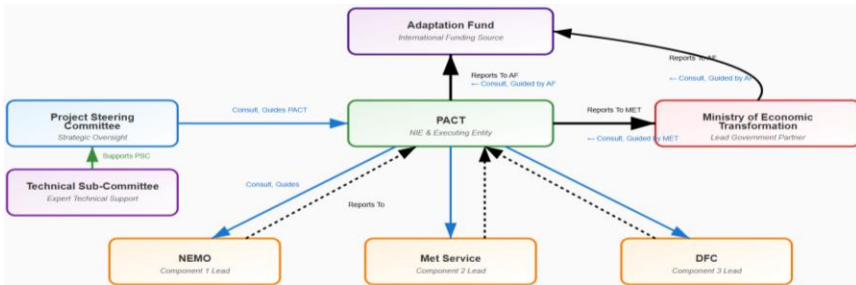 Adaptation Fund
International Funding Source
Reports To AF
← Consult, Guided by AF
Reports To AF
← Consult, Guided by AF
Project Steering
Committee
Strategic Oversight
Consult, Guides PACT
PACT
NIE & Executing Entity
Reports To MET
← Consult, Guided by MET
Ministry of Economic
Transformation
Lead Government Partner
Supports PSC
Technical Sub-Committee
Expert Technical Support
Consult, Guides
Reports To
NEMO
Component 1 Lead
Met Service
Component 2 Lead
DFC
Component 3 Lead